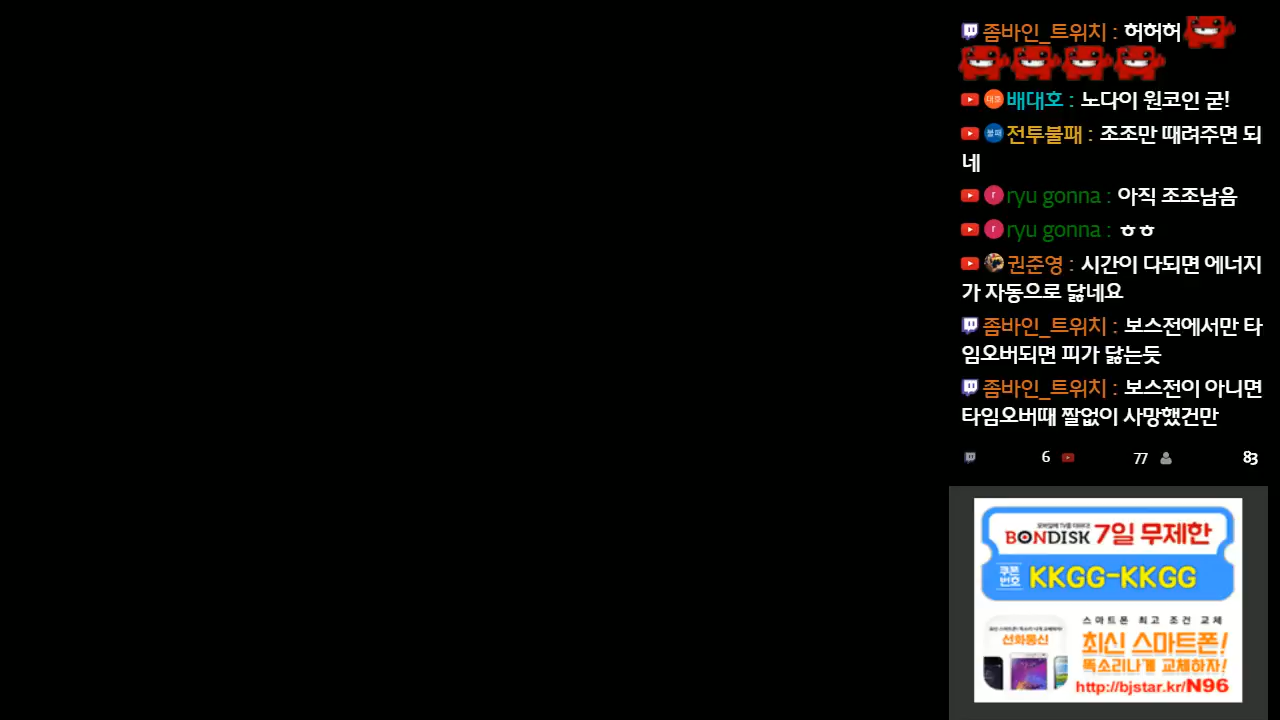 좀바인_트위치 : 허허허
배대호 : 노다이 원코인 굳!
전투불패 : 조조만 때려주면 되
네
ryu gonna : 아직 조조남음
ryu gonna : ㅎㅎ
권준영 : 시간이 다되면 에너지
가 자동으로 닳네요
좀바인_트위치 : 보스전에서만 타
임오버되면 피가 닳는듯
좀바인_트위치 : 보스전이 아니면
타임오버때 짤없이 사망했건만
6 77 83
BONDISK 7일 무제한
쿠폰
번호 KKGG-KKGG
스마트폰 최고 조건 교체
선화통신
최신 스마트폰!
똑소리나게 교체하자!
http://bjstar.kr/N96